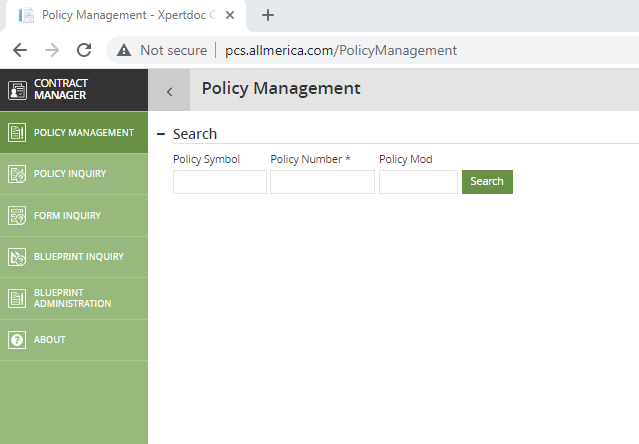 Policy Management - Xpertdoc
Not secure | pcs.allmerica.com/PolicyManagement
CONTRACT
MANAGER
Policy Management
POLICY MANAGEMENT
Search
Policy Symbol Policy Number * Policy Mod
Search
POLICY INQUIRY
FORM INQUIRY
BLUEPRINT INQUIRY
BLUEPRINT
ADMINISTRATION
ABOUT